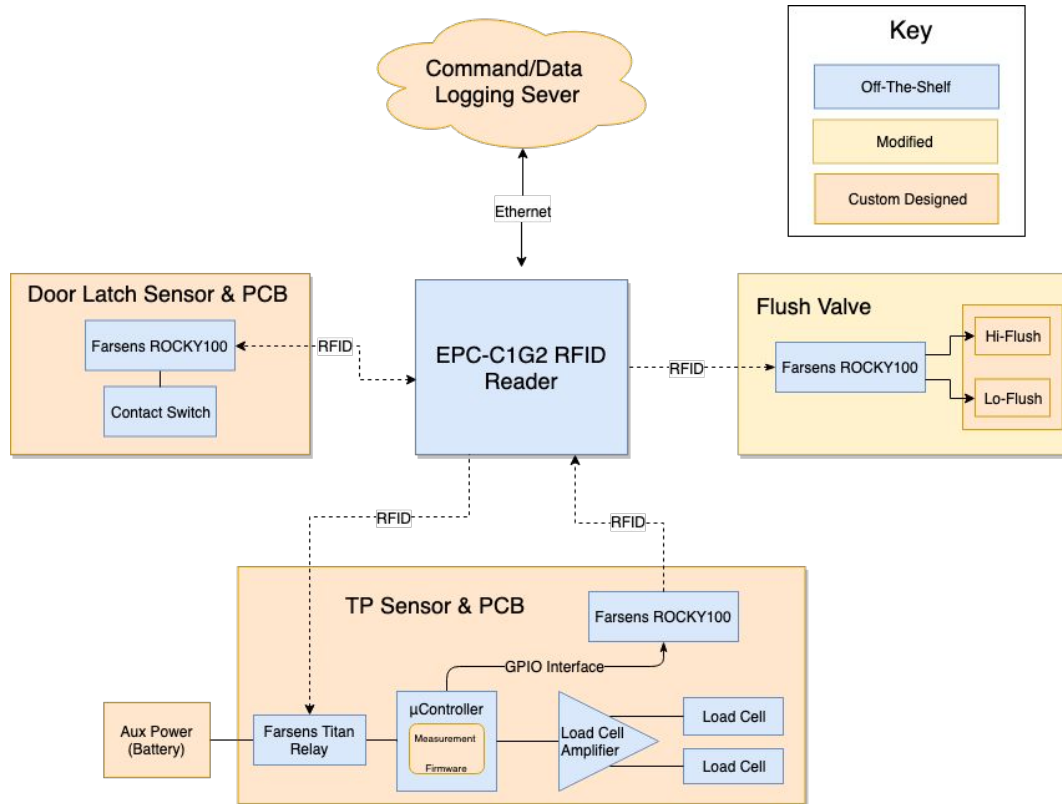 Command/Data
Logging Sever
Key
Off-The-Shelf
Modified
Custom Designed
Ethernet
Door Latch Sensor & PCB
Farsens ROCKY100
Contact Switch
RFID
EPC-C1G2 RFID
Reader
RFID
Flush Valve
Farsens ROCKY100
Hi-Flush
Lo-Flush
RFID
RFID
TP Sensor & PCB
Farsens ROCKY100
GPIO Interface
Aux Power
(Battery)
Farsens Titan
Relay
µController
Measurement
Firmware
Load Cell
Amplifier
Load Cell
Load Cell